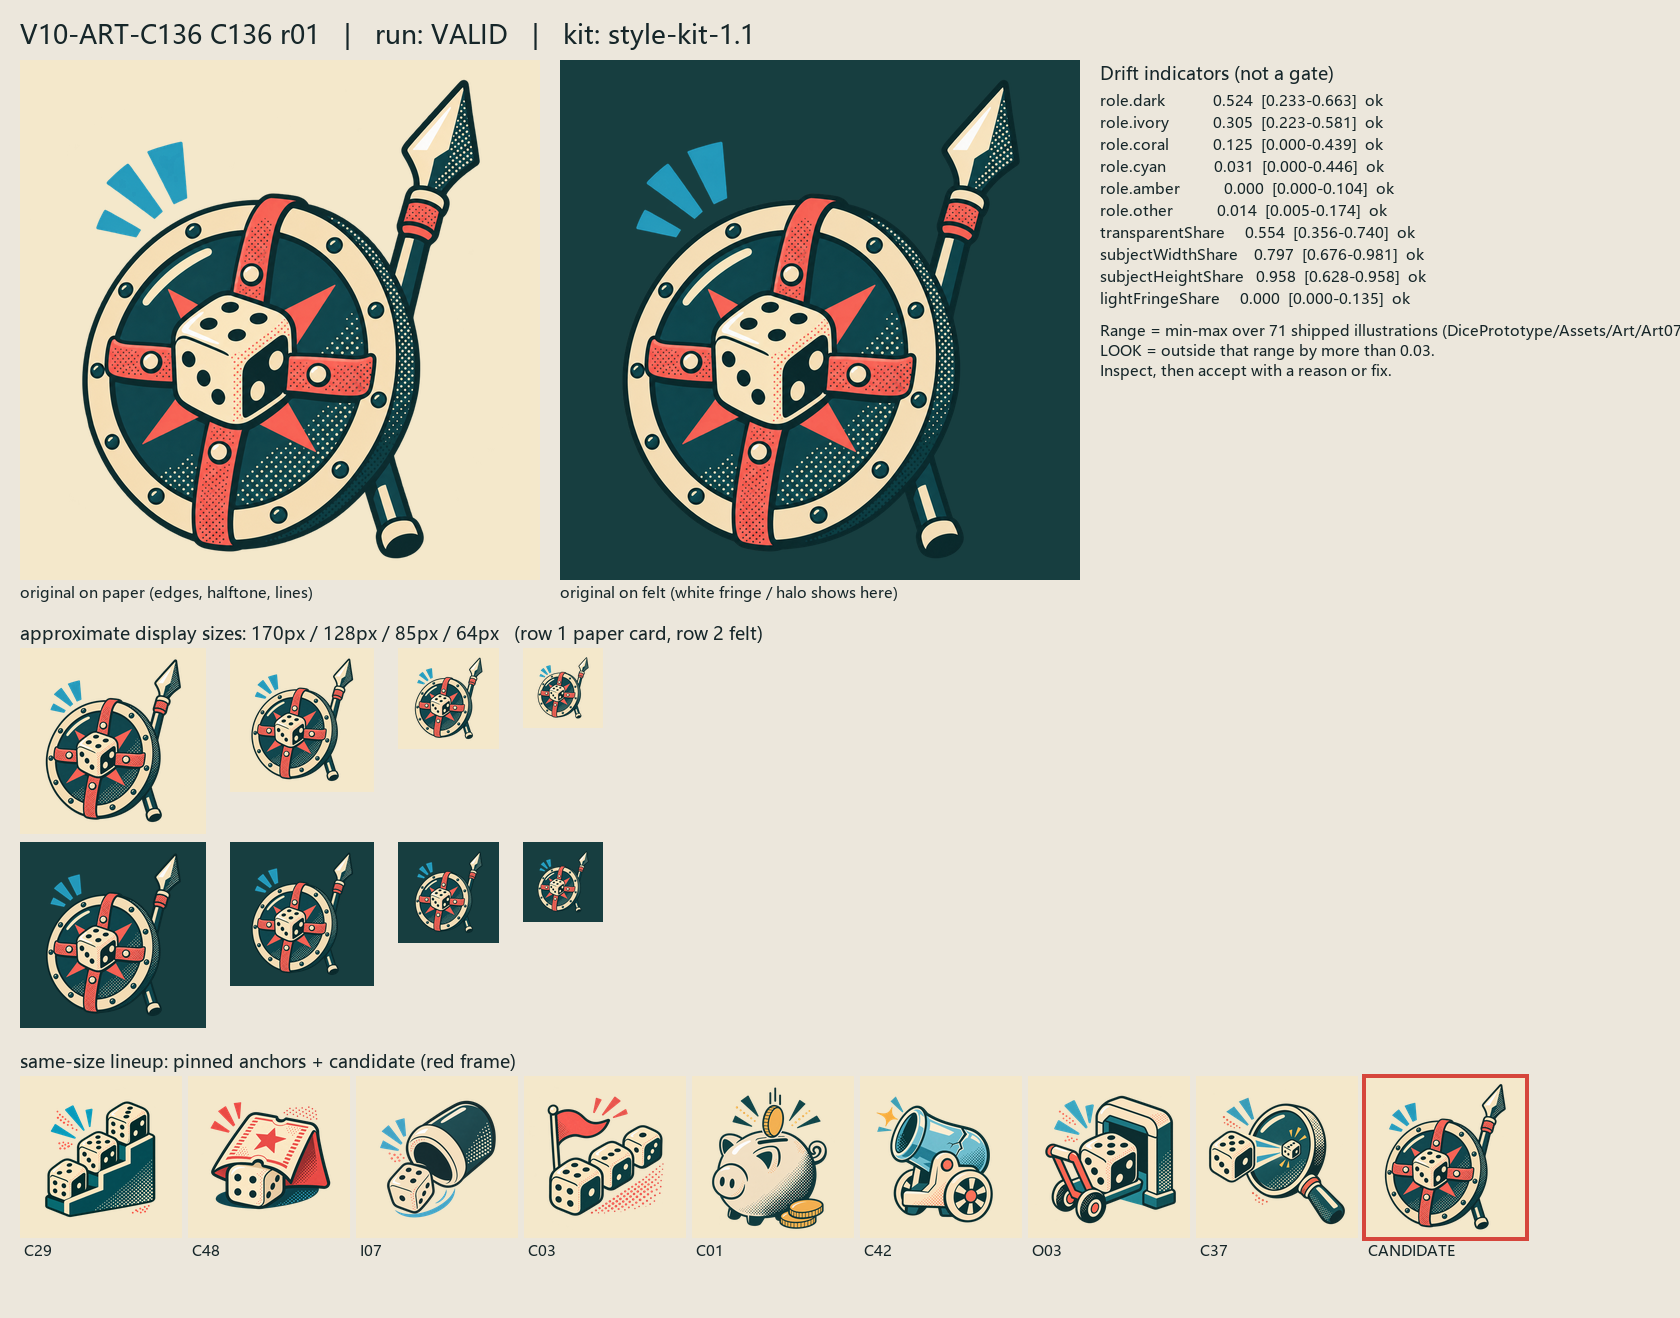 V10-ART-C136 C136 r01 | run: VALID | kit: style-kit-1.1
Drift indicators (not a gate)
role.dark 0.524 [0.233-0.663] ok
role.ivory 0.305 [0.223-0.581] ok
role.coral 0.125 [0.000-0.439] ok
role.cyan 0.031 [0.000-0.446] ok
role.amber 0.000 [0.000-0.104] ok
role.other 0.014 [0.005-0.174] ok
transparentShare 0.554 [0.356-0.740] ok
subjectWidthShare 0.797 [0.676-0.981] ok
subjectHeightShare 0.958 [0.628-0.958] ok
lightFringeShare 0.000 [0.000-0.135] ok
Range = min-max over 71 shipped illustrations (DicePrototype/Assets/Art/Art07
LOOK = outside that range by more than 0.03.
Inspect, then accept with a reason or fix.
original on paper (edges, halftone, lines)
original on felt (white fringe / halo shows here)
approximate display sizes: 170px / 128px / 85px / 64px (row 1 paper card, row 2 felt)
same-size lineup: pinned anchors + candidate (red frame)
C29
C48
I07
C03
C01
C42
O03
C37
CANDIDATE